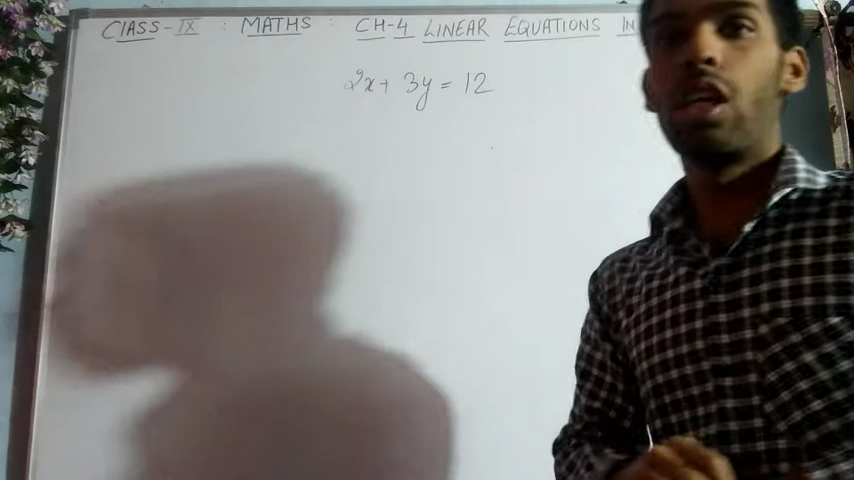 CLASS-IX : MATHS : CH-4 LINEAR EQUATIONS IN
2x + 3y = 12